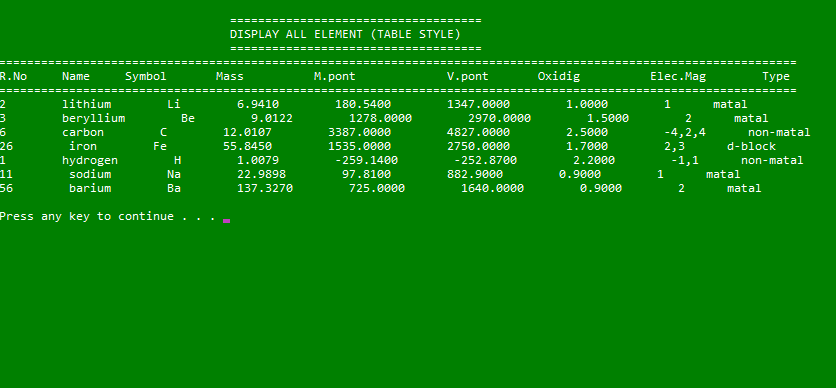 ====================================
DISPLAY ALL ELEMENT (TABLE STYLE)
====================================
==================================================================================================================
R.No Name Symbol Mass M.pont V.pont Oxidig Elec.Mag Type
==================================================================================================================
2 lithium Li 6.9410 180.5400 1347.0000 1.0000 1 matal
3 beryllium Be 9.0122 1278.0000 2970.0000 1.5000 2 matal
6 carbon C 12.0107 3387.0000 4827.0000 2.5000 -4,2,4 non-matal
26 iron Fe 55.8450 1535.0000 2750.0000 1.7000 2,3 d-block
1 hydrogen H 1.0079 -259.1400 -252.8700 2.2000 -1,1 non-matal
11 sodium Na 22.9898 97.8100 882.9000 0.9000 1 matal
56 barium Ba 137.3270 725.0000 1640.0000 0.9000 2 matal
Press any key to continue . . .